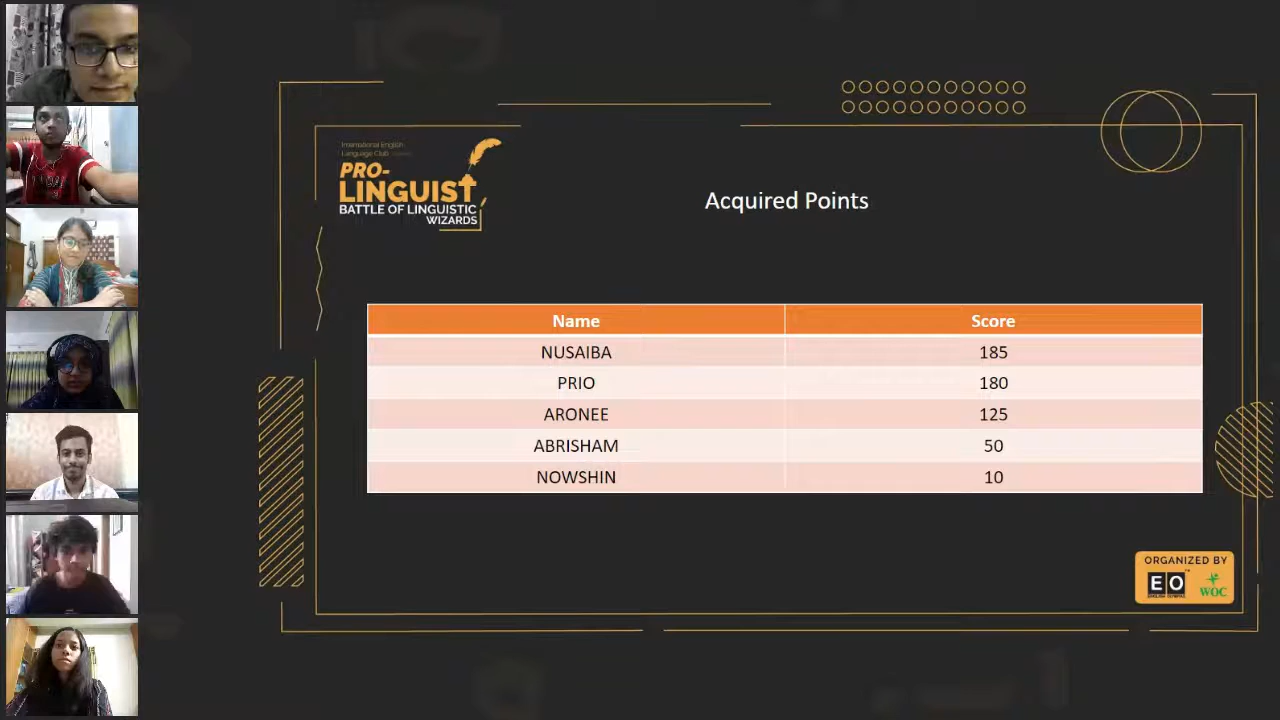 International English
Language Club
PRO-
LINGUIST
BATTLE OF LINGUISTIC
WIZARDS
Acquired Points
Name Score
NUSAIBA 185
PRIO 180
ARONEE 125
ABRISHAM 50
NOWSHIN 10
ORGANIZED BY
EO
WOC